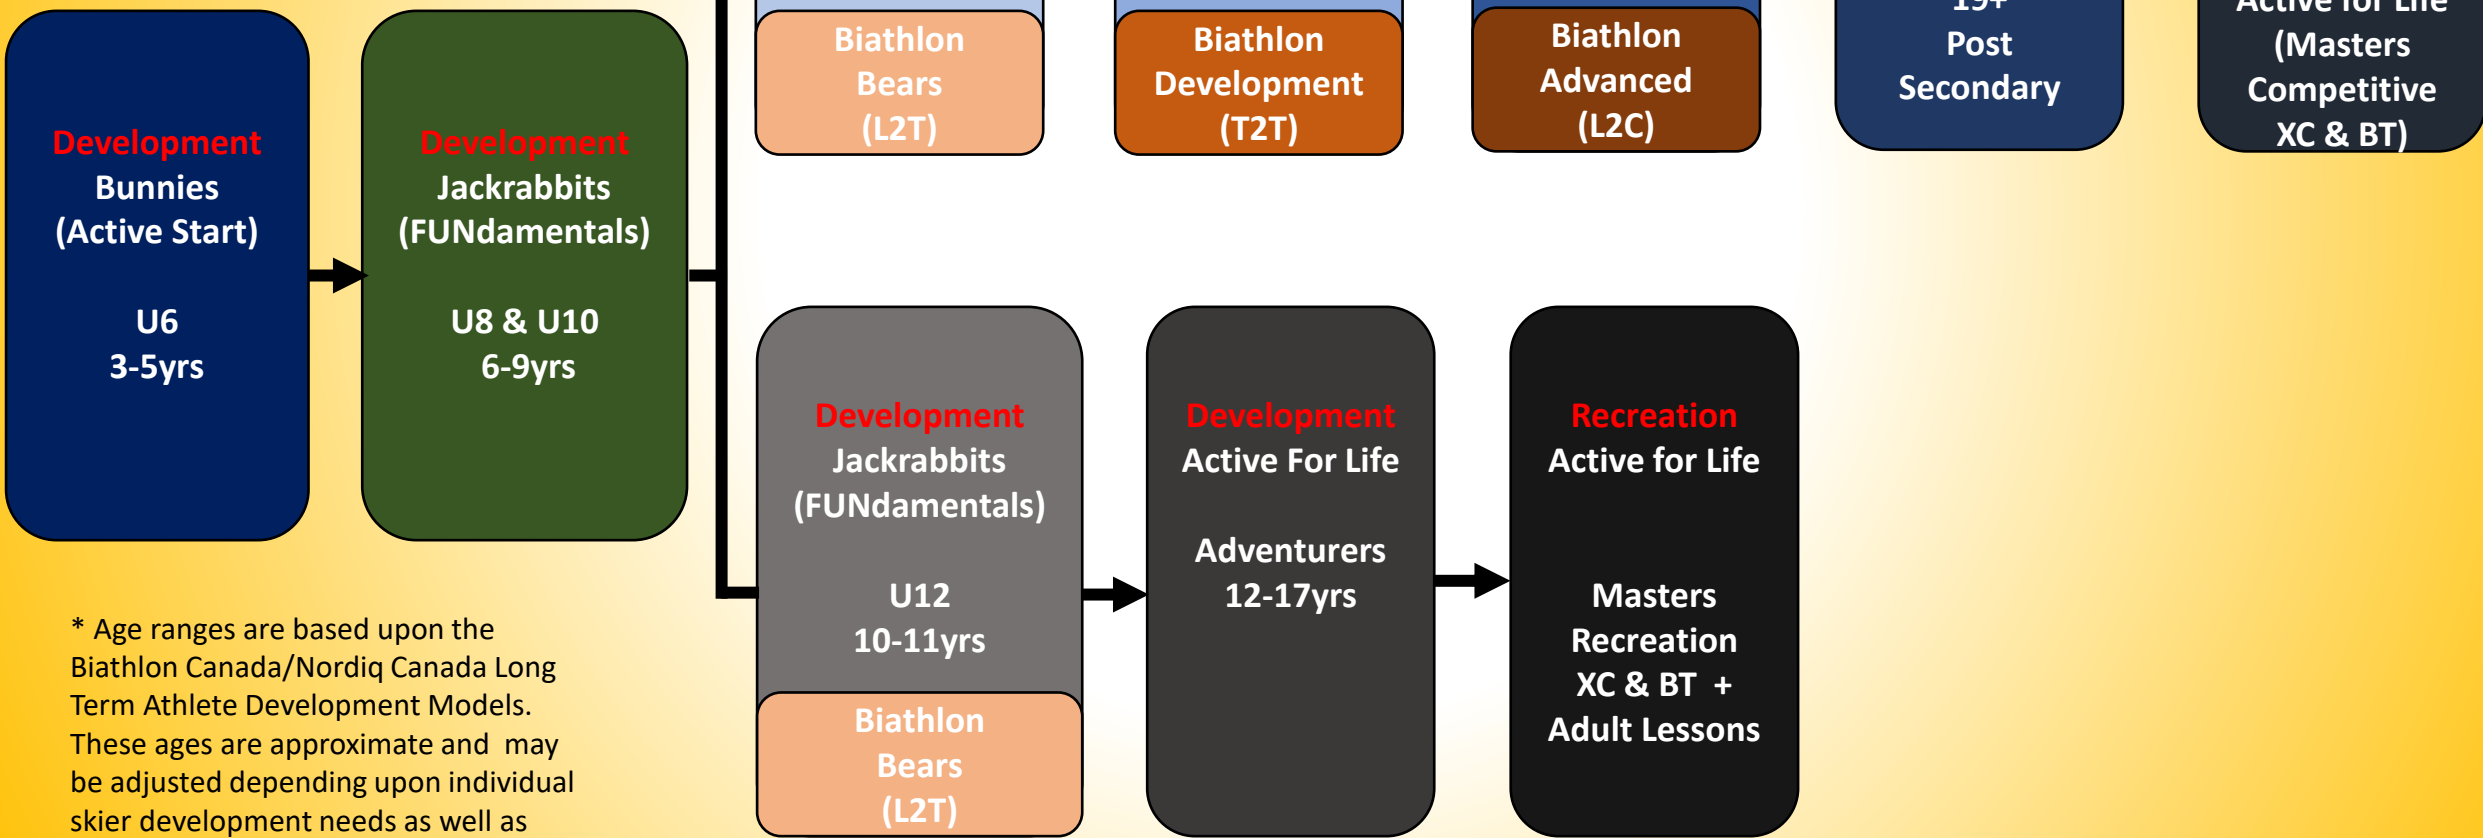 Development
Bunnies
(Active Start)
U6
3-5yrs
Development
Jackrabbits
(FUNdamentals)
U8 & U10
6-9yrs
Biathlon
Bears
(L2T)
Biathlon
Development
(T2T)
Biathlon
Advanced
(L2C)
19+
Post
Secondary
Active for Life
(Masters
Competitive
XC & BT)
Development
Jackrabbits
(FUNdamentals)
U12
10-11yrs
Biathlon
Bears
(L2T)
Development
Active For Life
Adventurers
12-17yrs
Recreation
Active for Life
Masters
Recreation
XC & BT +
Adult Lessons
* Age ranges are based upon the
Biathlon Canada/Nordiq Canada Long
Term Athlete Development Models.
These ages are approximate and may
be adjusted depending upon individual
skier development needs as well as